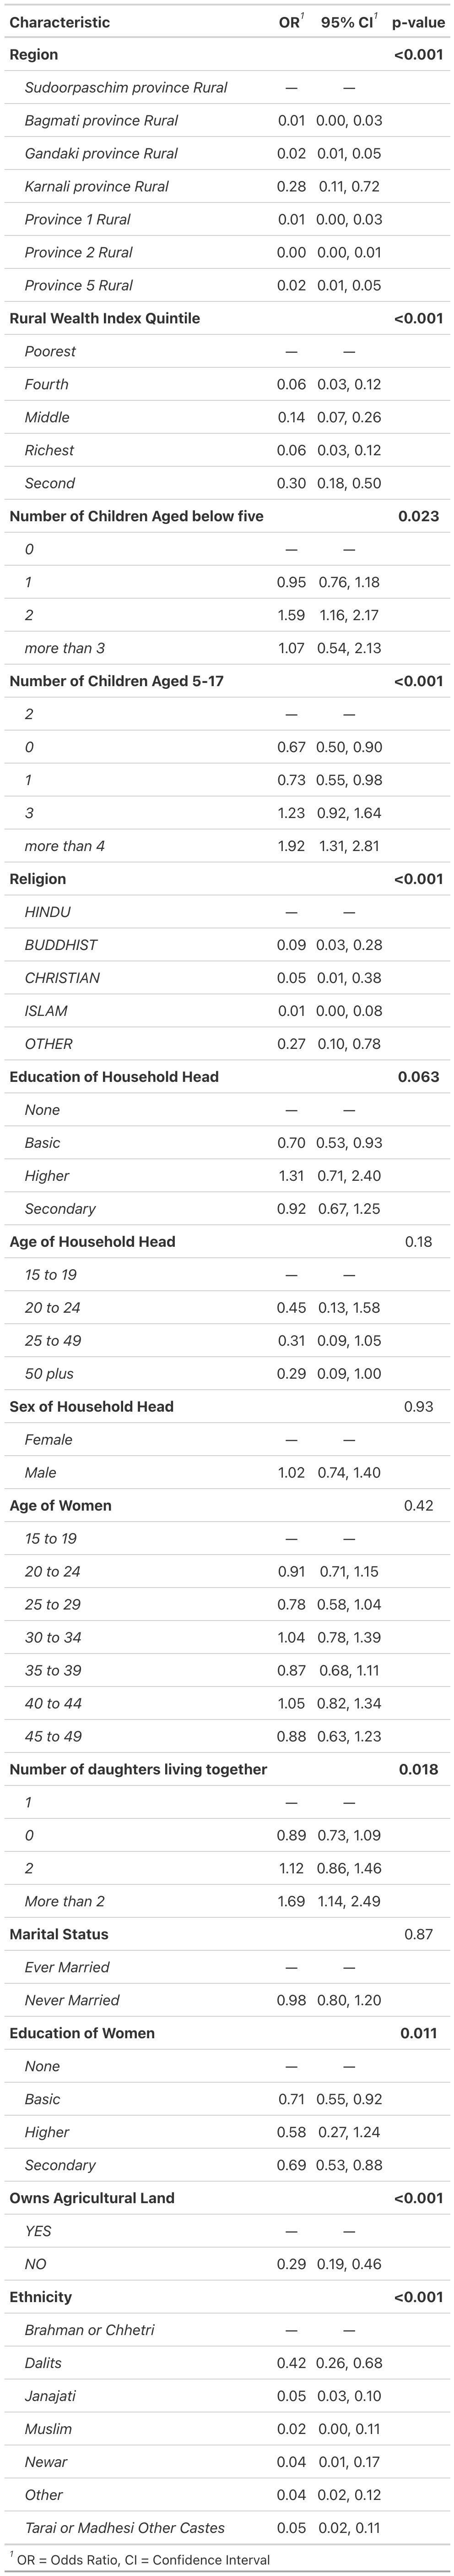 Characteristic OR¹ 95% CI¹ p-value
Region <0.001
Sudoorpaschim province Rural — —
Bagmati province Rural 0.01 0.00, 0.03
Gandaki province Rural 0.02 0.01, 0.05
Karnali province Rural 0.28 0.11, 0.72
Province 1 Rural 0.01 0.00, 0.03
Province 2 Rural 0.00 0.00, 0.01
Province 5 Rural 0.02 0.01, 0.05
Rural Wealth Index Quintile <0.001
Poorest — —
Fourth 0.06 0.03, 0.12
Middle 0.14 0.07, 0.26
Richest 0.06 0.03, 0.12
Second 0.30 0.18, 0.50
Number of Children Aged below five 0.023
0 — —
1 0.95 0.76, 1.18
2 1.59 1.16, 2.17
more than 3 1.07 0.54, 2.13
Number of Children Aged 5-17 <0.001
2 — —
0 0.67 0.50, 0.90
1 0.73 0.55, 0.98
3 1.23 0.92, 1.64
more than 4 1.92 1.31, 2.81
Religion <0.001
HINDU — —
BUDDHIST 0.09 0.03, 0.28
CHRISTIAN 0.05 0.01, 0.38
ISLAM 0.01 0.00, 0.08
OTHER 0.27 0.10, 0.78
Education of Household Head 0.063
None — —
Basic 0.70 0.53, 0.93
Higher 1.31 0.71, 2.40
Secondary 0.92 0.67, 1.25
Age of Household Head 0.18
15 to 19 — —
20 to 24 0.45 0.13, 1.58
25 to 49 0.31 0.09, 1.05
50 plus 0.29 0.09, 1.00
Sex of Household Head 0.93
Female — —
Male 1.02 0.74, 1.40
Age of Women 0.42
15 to 19 — —
20 to 24 0.91 0.71, 1.15
25 to 29 0.78 0.58, 1.04
30 to 34 1.04 0.78, 1.39
35 to 39 0.87 0.68, 1.11
40 to 44 1.05 0.82, 1.34
45 to 49 0.88 0.63, 1.23
Number of daughters living together 0.018
1 — —
0 0.89 0.73, 1.09
2 1.12 0.86, 1.46
More than 2 1.69 1.14, 2.49
Marital Status 0.87
Ever Married — —
Never Married 0.98 0.80, 1.20
Education of Women 0.011
None — —
Basic 0.71 0.55, 0.92
Higher 0.58 0.27, 1.24
Secondary 0.69 0.53, 0.88
Owns Agricultural Land <0.001
YES — —
NO 0.29 0.19, 0.46
Ethnicity <0.001
Brahman or Chhetri — —
Dalits 0.42 0.26, 0.68
Janajati 0.05 0.03, 0.10
Muslim 0.02 0.00, 0.11
Newar 0.04 0.01, 0.17
Other 0.04 0.02, 0.12
Tarai or Madhesi Other Castes 0.05 0.02, 0.11
¹ OR = Odds Ratio, CI = Confidence Interval